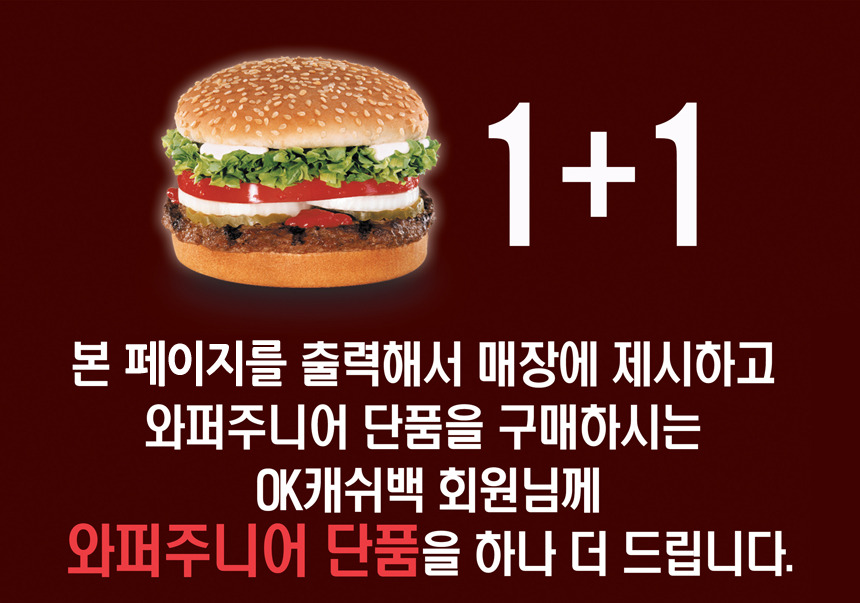 1+1
본 페이지를 출력해서 매장에 제시하고
와퍼주니어 단품을 구매하시는
OK캐쉬백 회원님께
와퍼주니어 단품을 하나 더 드립니다.